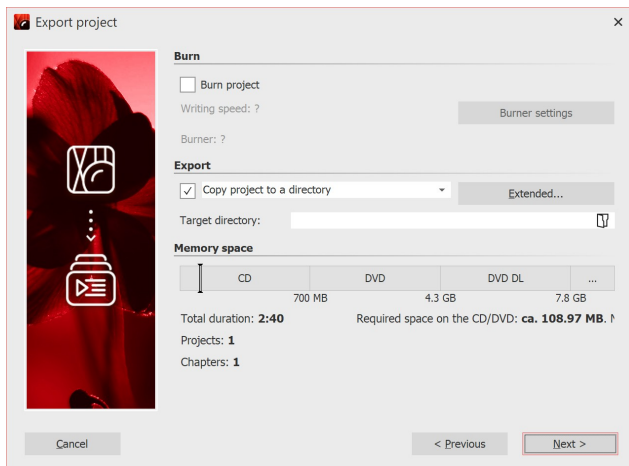 Export project
Burn
Burn project
Writing speed: ?
Burner settings
Burner: ?
Export
Copy project to a directory
Extended...
Target directory:
Memory space
CD DVD DVD DL ...
700 MB 4.3 GB 7.8 GB
Total duration: 2:40 Required space on the CD/DVD: ca. 108.97 MB.
Projects: 1
Chapters: 1
Cancel < Previous Next >